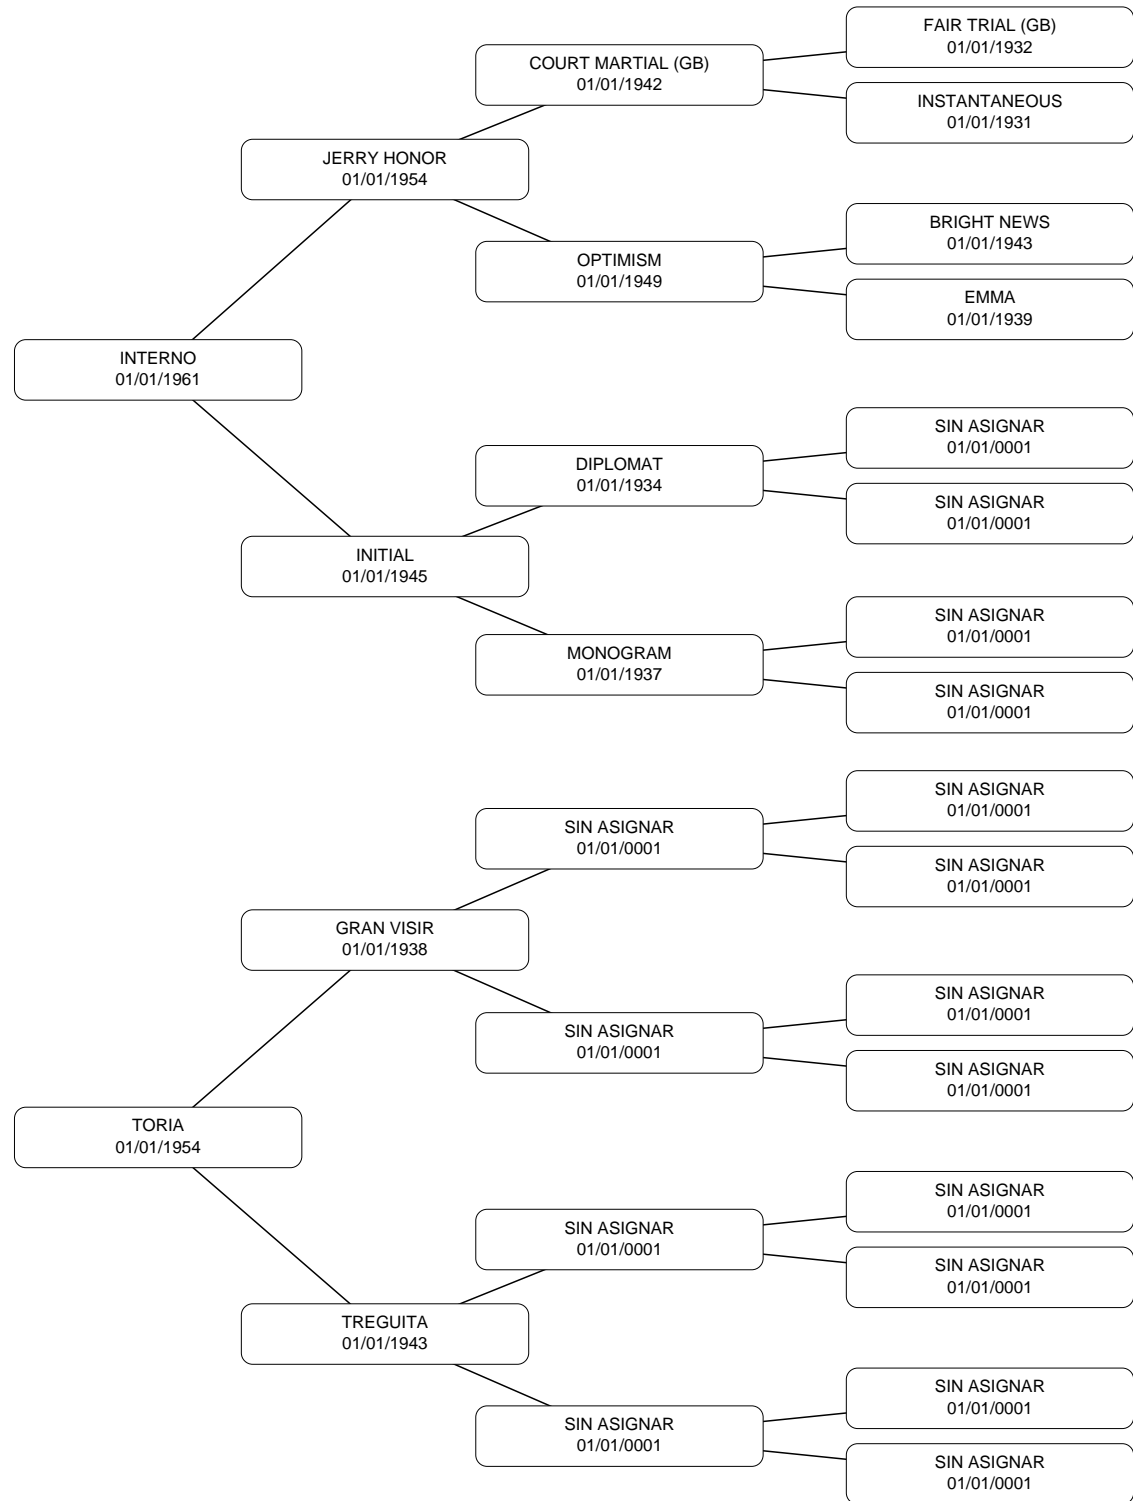 FAIR TRIAL (GB)
01/01/1932
COURT MARTIAL (GB)
01/01/1942
INSTANTANEOUS
01/01/1931
JERRY HONOR
01/01/1954
BRIGHT NEWS
01/01/1943
OPTIMISM
01/01/1949
EMMA
01/01/1939
INTERNO
01/01/1961
SIN ASIGNAR
01/01/0001
DIPLOMAT
01/01/1934
SIN ASIGNAR
01/01/0001
INITIAL
01/01/1945
SIN ASIGNAR
01/01/0001
MONOGRAM
01/01/1937
SIN ASIGNAR
01/01/0001
SIN ASIGNAR
01/01/0001
SIN ASIGNAR
01/01/0001
SIN ASIGNAR
01/01/0001
GRAN VISIR
01/01/1938
SIN ASIGNAR
01/01/0001
SIN ASIGNAR
01/01/0001
SIN ASIGNAR
01/01/0001
TORIA
01/01/1954
SIN ASIGNAR
01/01/0001
SIN ASIGNAR
01/01/0001
SIN ASIGNAR
01/01/0001
TREGUITA
01/01/1943
SIN ASIGNAR
01/01/0001
SIN ASIGNAR
01/01/0001
SIN ASIGNAR
01/01/0001